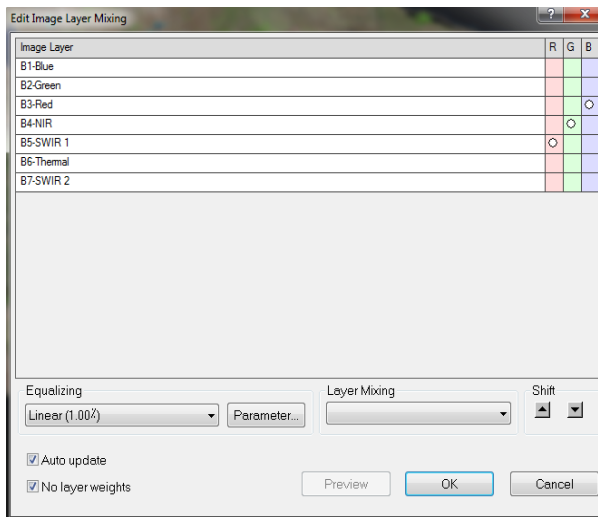 Edit Image Layer Mixing ? x
Image Layer R G B
B1-Blue
B2-Green
B3-Red
B4-NIR
B5-SWIR 1
B6-Thermal
B7-SWIR 2
Equalizing Layer Mixing Shift
Linear (1.00%) Parameter...
Auto update
No layer weights Preview OK Cancel